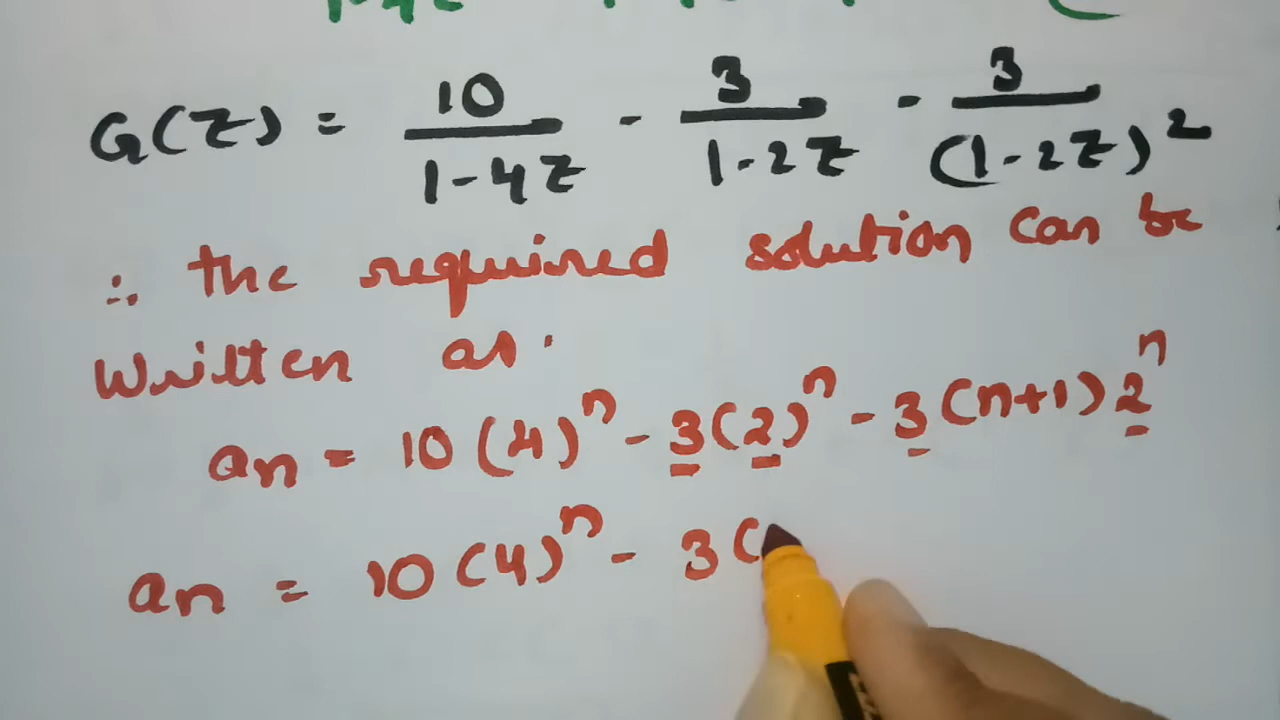 G(Z) = 10/(1-4Z) - 3/(1-2Z) - 3/(1-2Z)²
∴ the required solution can be
written as.
an = 10(4)ⁿ - 3(2)ⁿ - 3(n+1)2ⁿ
an = 10(4)ⁿ - 3(